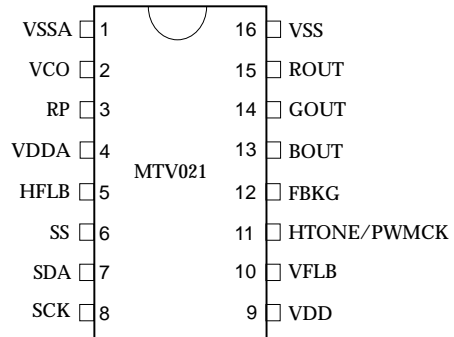 VSSA 1 16 VSS
VCO 2 15 ROUT
RP 3 14 GOUT
VDDA 4 13 BOUT
MTV021
HFLB 5 12 FBKG
SS 6 11 HTONE/PWMCK
SDA 7 10 VFLB
SCK 8 9 VDD